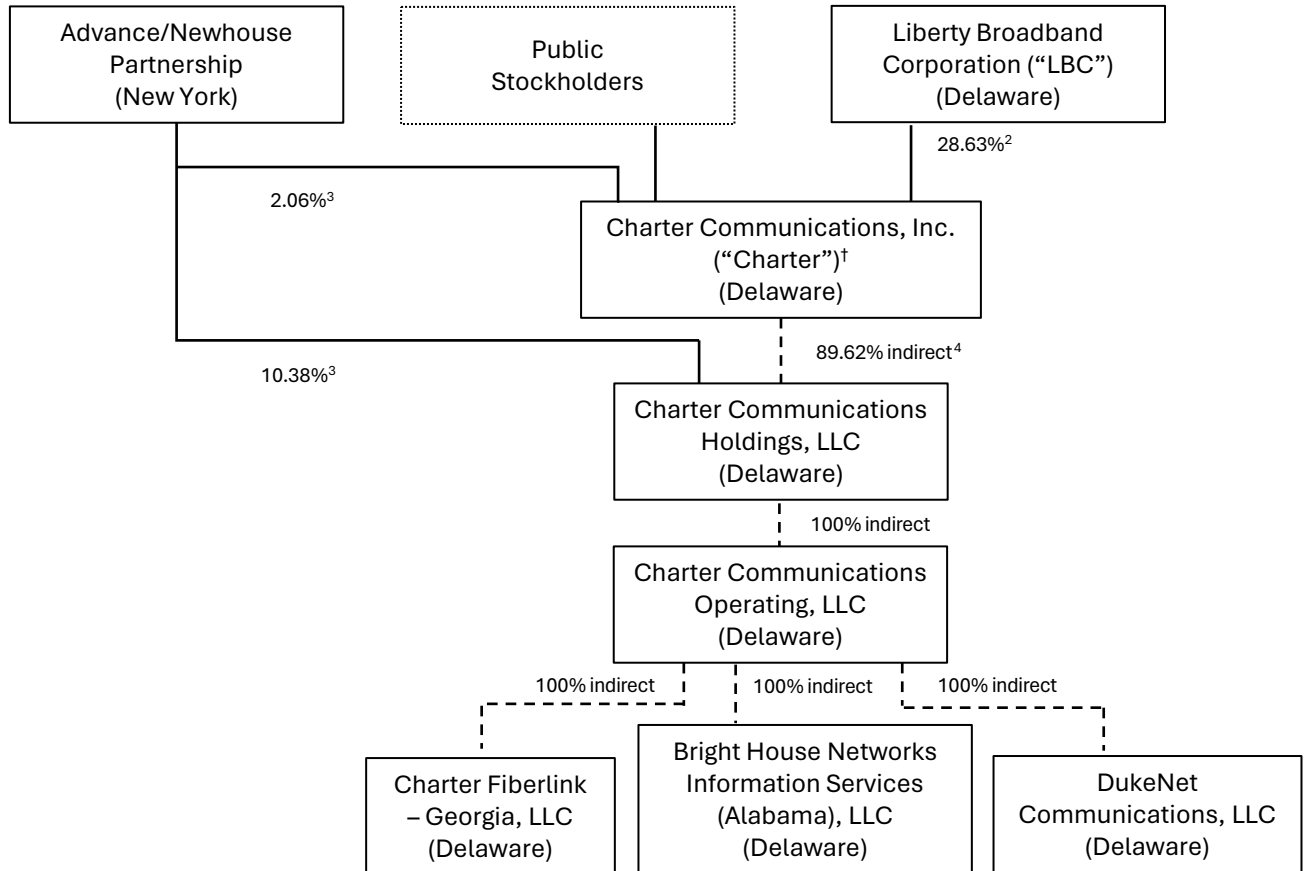 Advance/Newhouse
Partnership
(New York)
Public
Stockholders
Liberty Broadband
Corporation (“LBC”)
(Delaware)
28.63%²
2.06%³
Charter Communications, Inc.
(“Charter”)†
(Delaware)
89.62% indirect⁴
10.38%³
Charter Communications
Holdings, LLC
(Delaware)
100% indirect
Charter Communications
Operating, LLC
(Delaware)
100% indirect
100% indirect
100% indirect
Charter Fiberlink
– Georgia, LLC
(Delaware)
Bright House Networks
Information Services
(Alabama), LLC
(Delaware)
DukeNet
Communications, LLC
(Delaware)